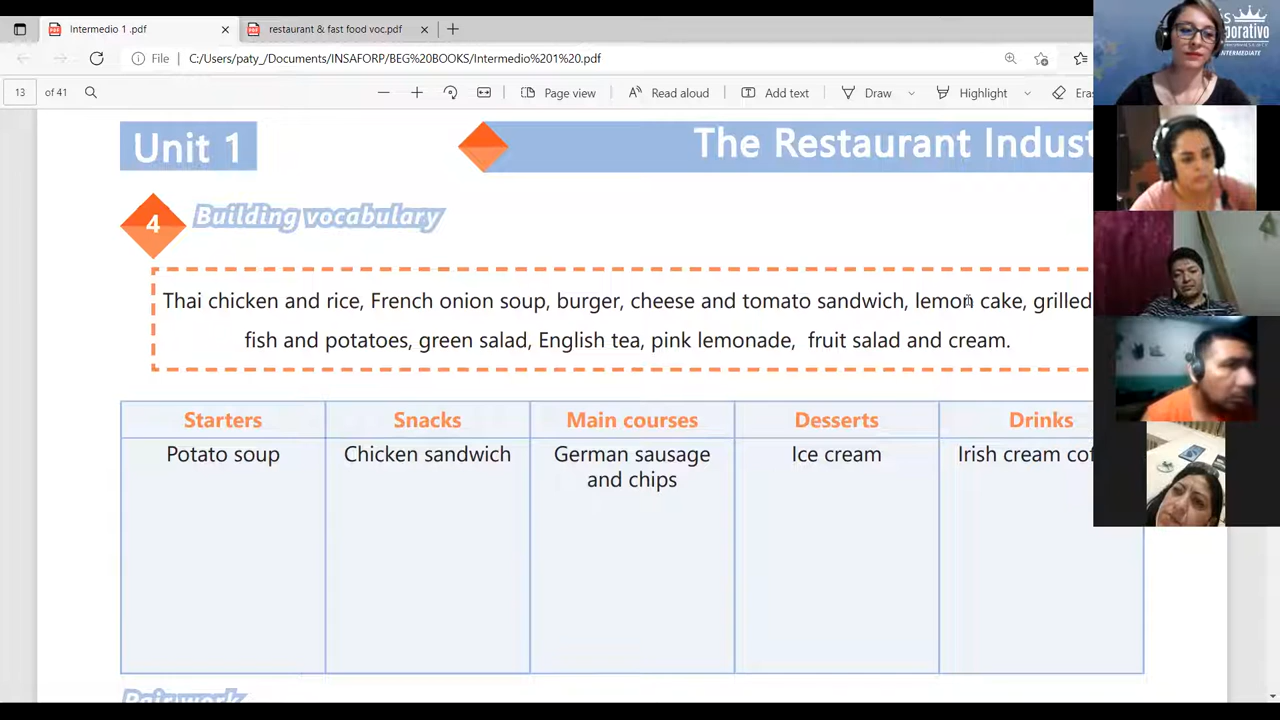 Intermedio 1 .pdf
restaurant & fast food voc.pdf
File
C:/Users/paty_/Documents/INSAFORP/BEG%20BOOKS/Intermedio%2001%20.pdf
13 of 41
Page view
Read aloud
Add text
Draw
Highlight
Unit 1
The Restaurant Indust
4
Building vocabulary
Thai chicken and rice, French onion soup, burger, cheese and tomato sandwich, lemon cake, grilled
fish and potatoes, green salad, English tea, pink lemonade, fruit salad and cream.
Starters Snacks Main courses Desserts Drinks
Potato soup Chicken sandwich German sausage Ice cream Irish cream
and chips
Pair work